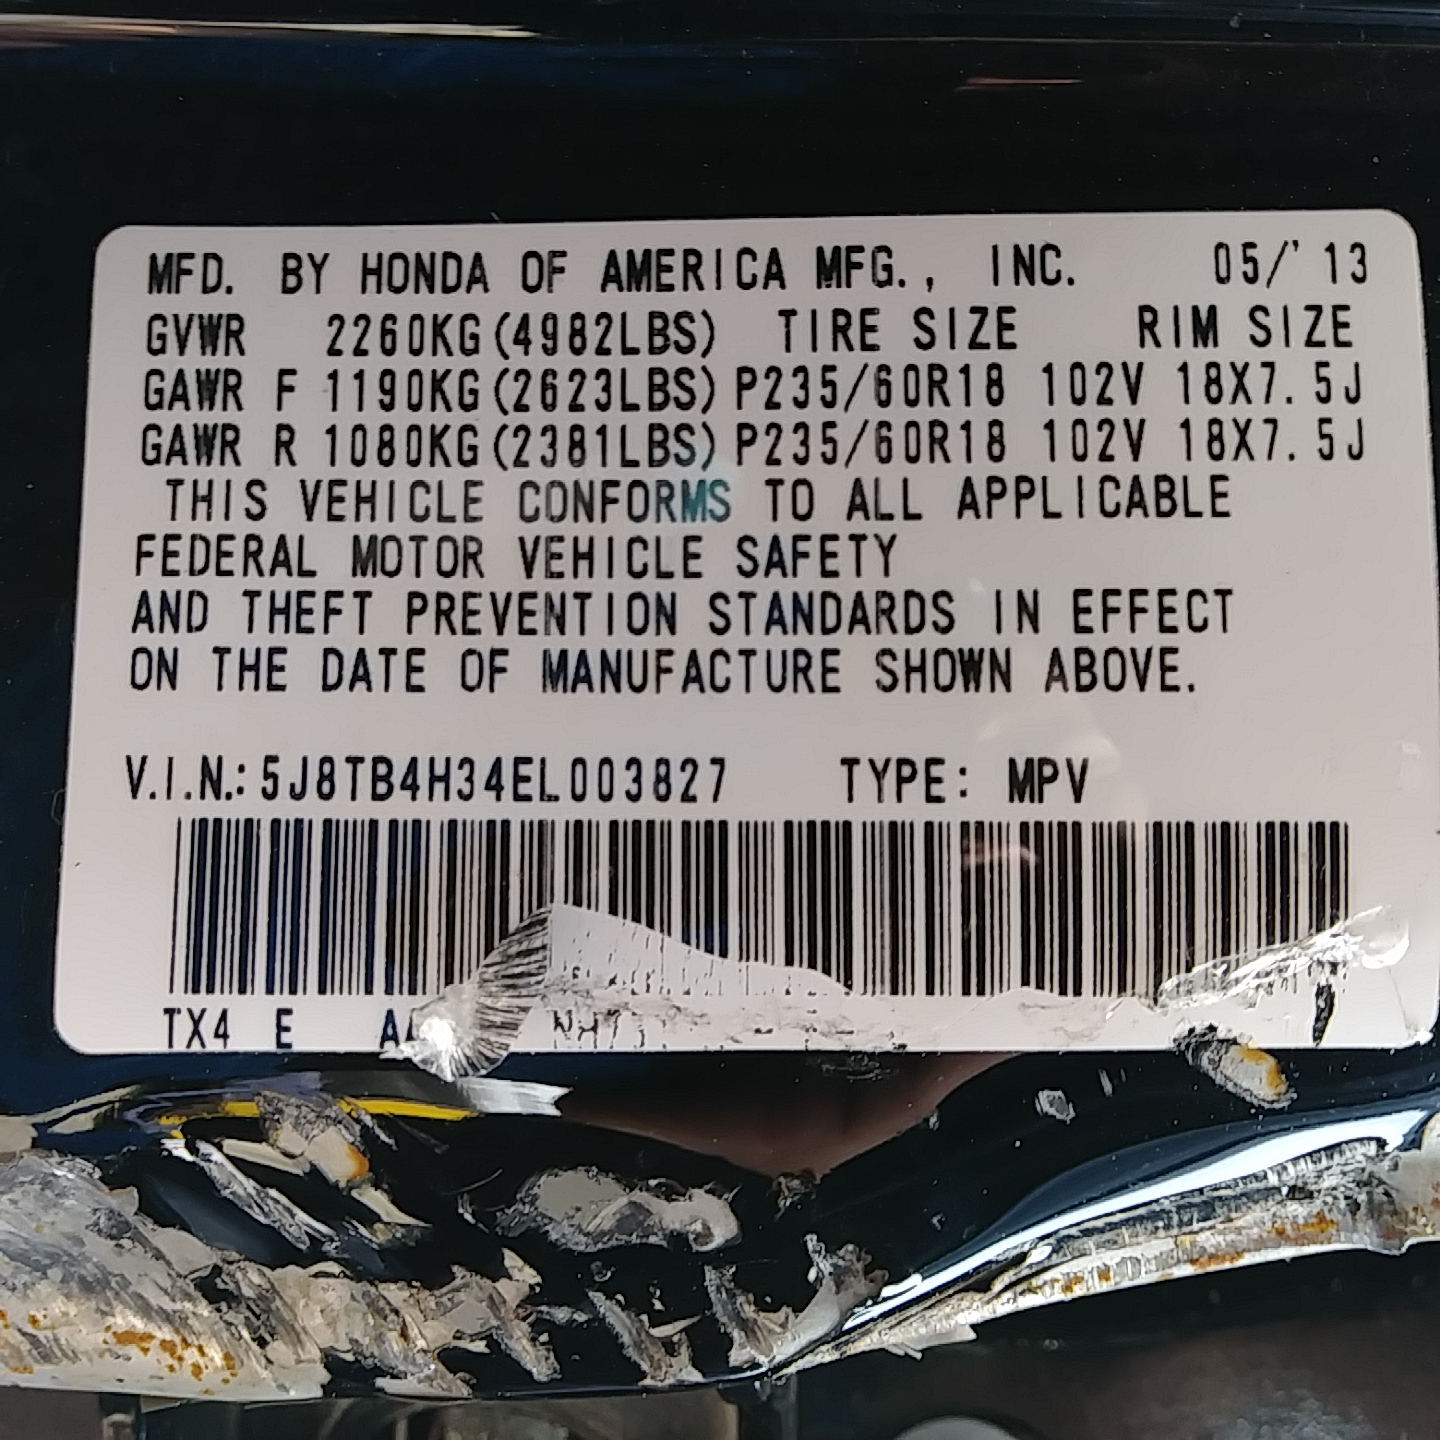 MFD. BY HONDA OF AMERICA MFG., INC. 05/'13
GVWR 2260KG(4982LBS) TIRE SIZE RIM SIZE
GAWR F 1190KG(2623LBS) P235/60R18 102V 18X7.5J
GAWR R 1080KG(2381LBS) P235/60R18 102V 18X7.5J
THIS VEHICLE CONFORMS TO ALL APPLICABLE
FEDERAL MOTOR VEHICLE SAFETY
AND THEFT PREVENTION STANDARDS IN EFFECT
ON THE DATE OF MANUFACTURE SHOWN ABOVE.
V.I.N.: 5J8TB4H34EL003827 TYPE: MPV
TX4 E